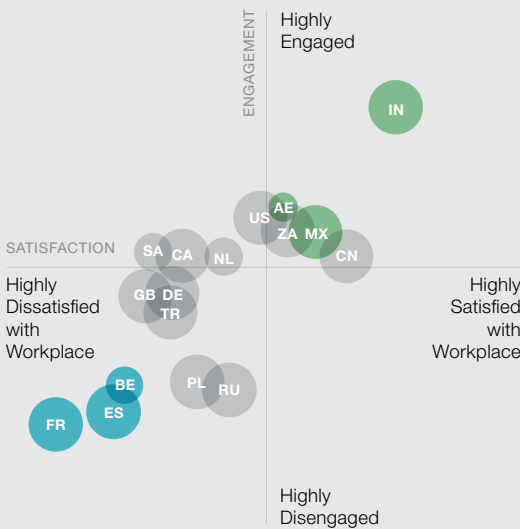 ENGAGEMENT
Highly
Engaged
IN
AE
US
ZA MX
SATISFACTION
SA
CA
NL
CN
Highly
Dissatisfied
with
Workplace
GB DE
TR
Highly
Satisfied
with
Workplace
BE
PL
RU
ES
FR
Highly
Disengaged